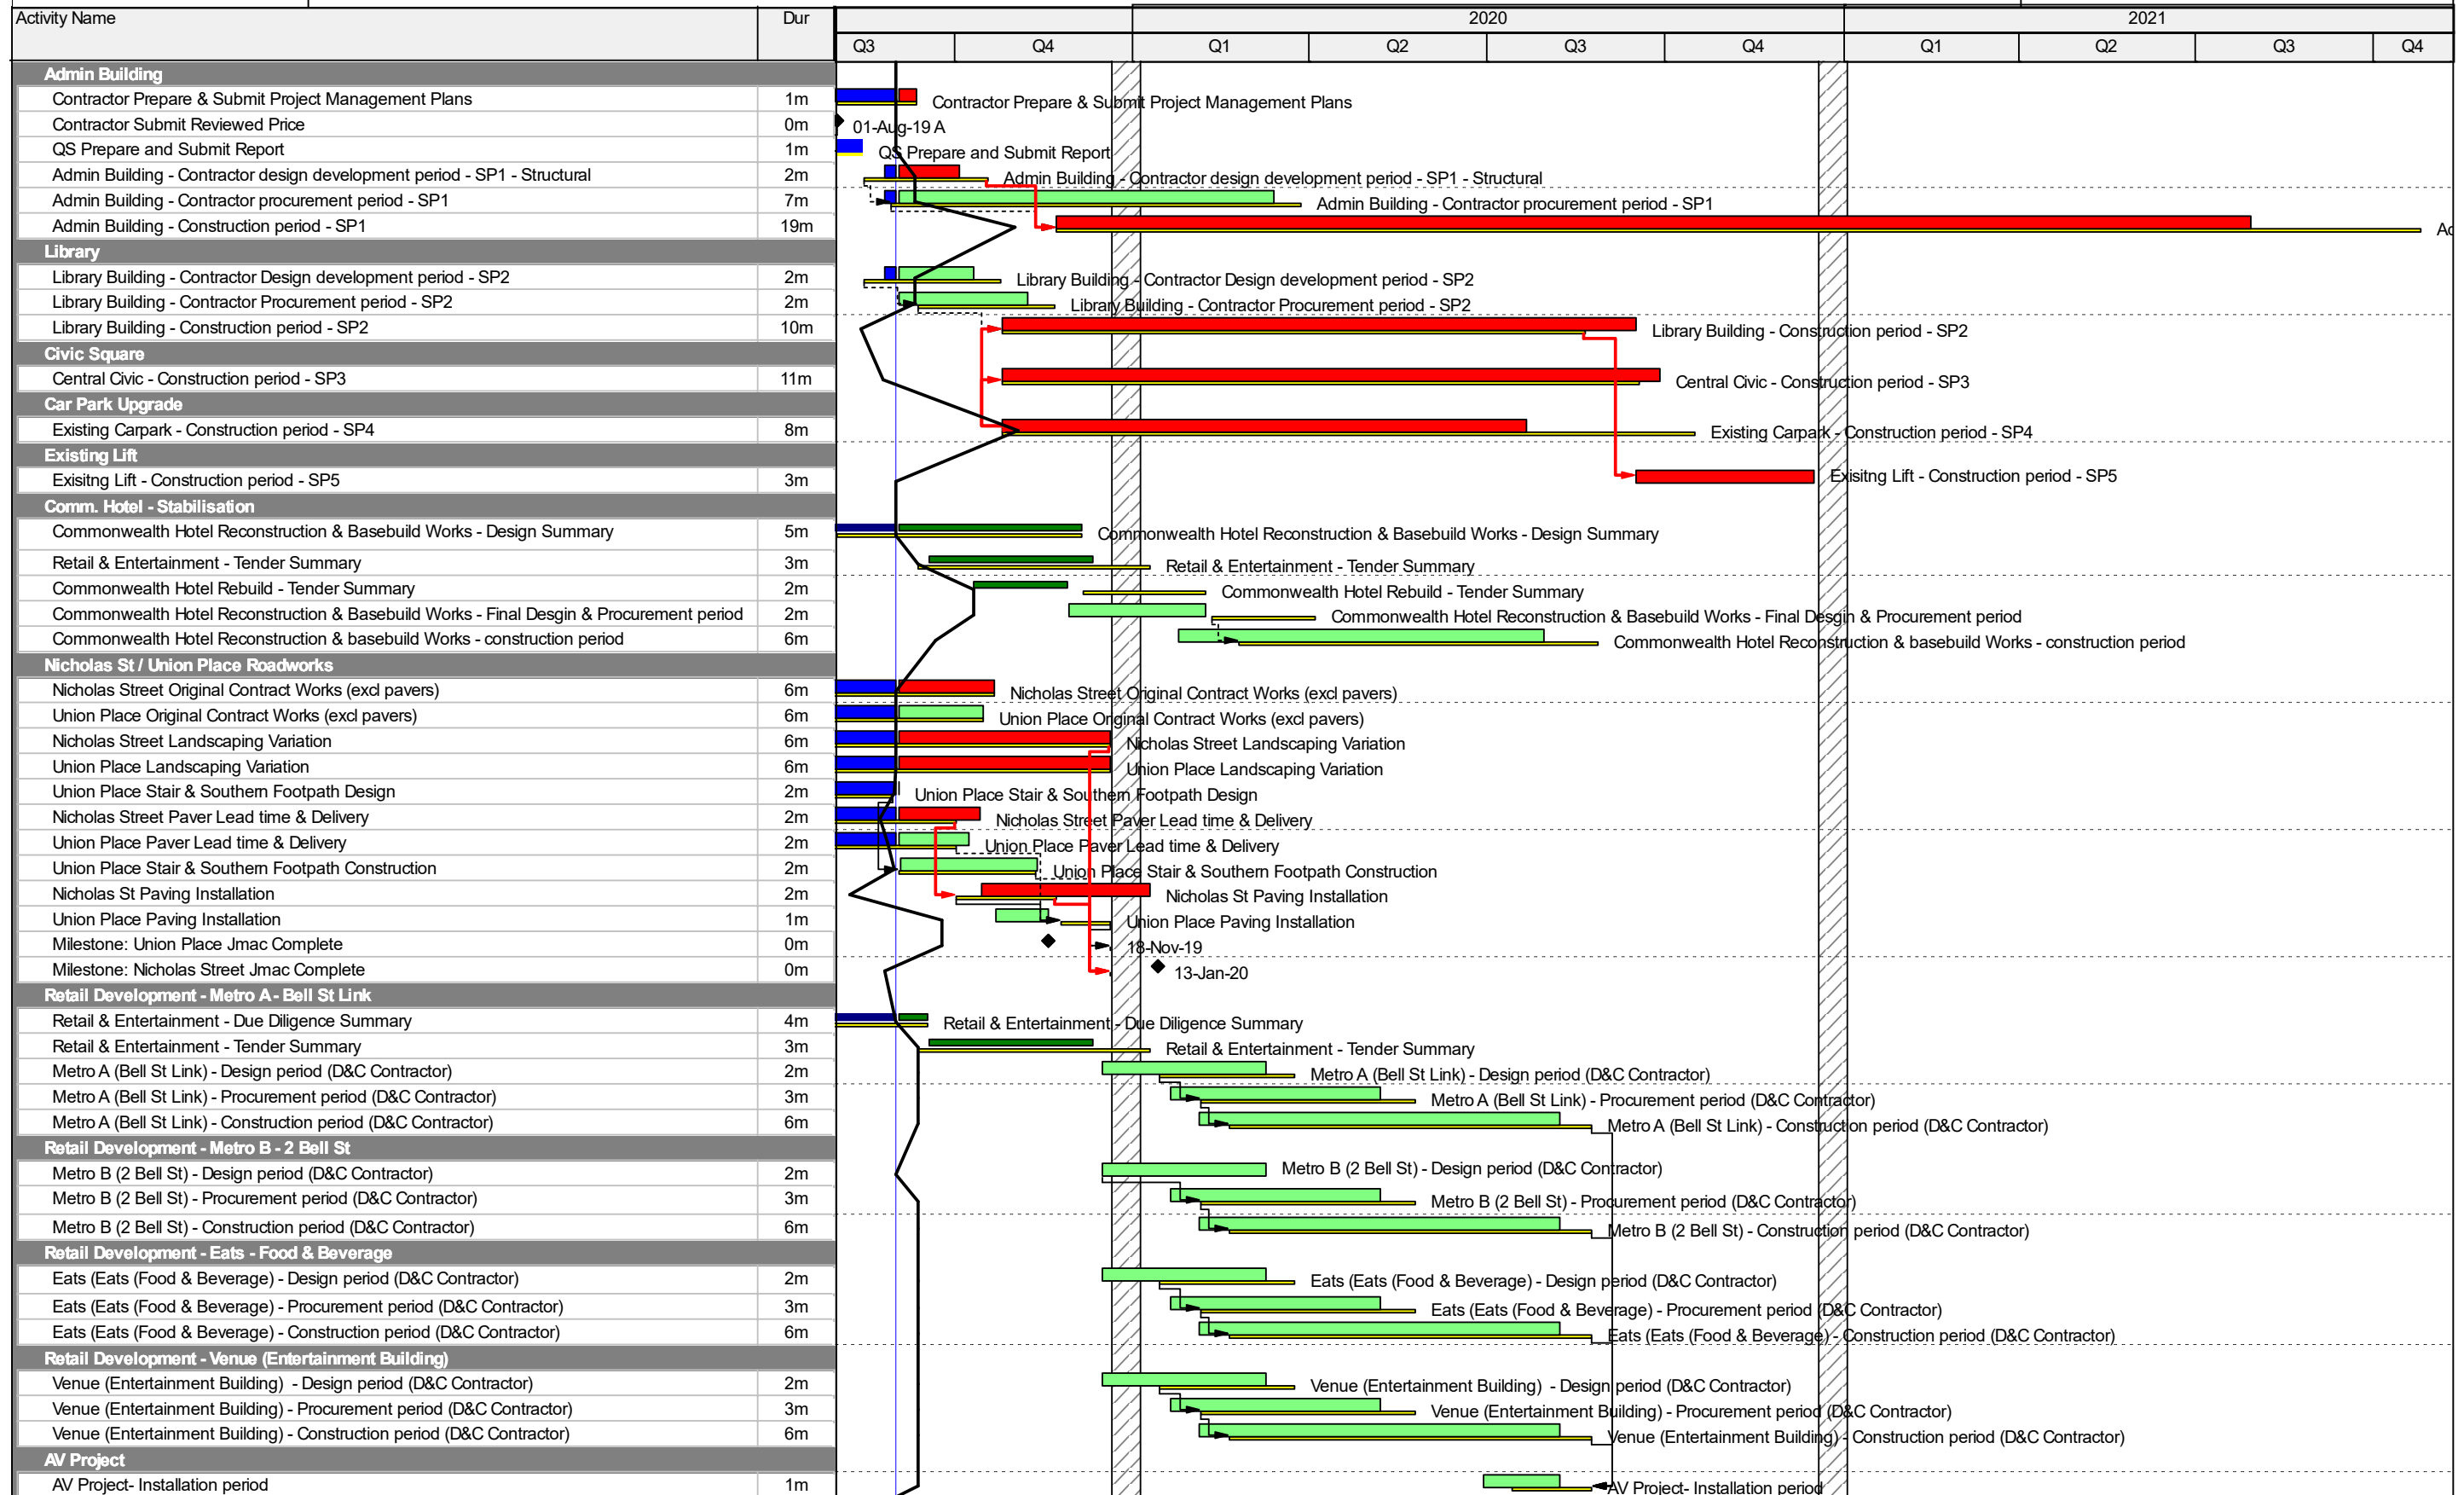 Activity Name Dur 2020 2021
Q3 Q4 Q1 Q2 Q3 Q4 Q1 Q2 Q3 Q4
Admin Building
Contractor Prepare & Submit Project Management Plans 1m Contractor Prepare & Submit Project Management Plans
Contractor Submit Reviewed Price 0m 01-Aug-19 A
QS Prepare and Submit Report 1m QS Prepare and Submit Report
Admin Building - Contractor design development period - SP1 - Structural 2m Admin Building - Contractor design development period - SP1 - Structural
Admin Building - Contractor procurement period - SP1 7m Admin Building - Contractor procurement period - SP1
Admin Building - Construction period - SP1 19m
Library
Library Building - Contractor Design development period - SP2 2m Library Building - Contractor Design development period - SP2
Library Building - Contractor Procurement period - SP2 2m Library Building - Contractor Procurement period - SP2
Library Building - Construction period - SP2 10m Library Building - Construction period - SP2
Civic Square
Central Civic - Construction period - SP3 11m Central Civic - Construction period - SP3
Car Park Upgrade
Existing Carpark - Construction period - SP4 8m Existing Carpark - Construction period - SP4
Existing Lift
Exisitng Lift - Construction period - SP5 3m Exisitng Lift - Construction period - SP5
Comm. Hotel - Stabilisation
Commonwealth Hotel Reconstruction & Basebuild Works - Design Summary 5m Commonwealth Hotel Reconstruction & Basebuild Works - Design Summary
Retail & Entertainment - Tender Summary 3m Retail & Entertainment - Tender Summary
Commonwealth Hotel Rebuild - Tender Summary 2m Commonwealth Hotel Rebuild - Tender Summary
Commonwealth Hotel Reconstruction & Basebuild Works - Final Desgin & Procurement period 2m Commonwealth Hotel Reconstruction & Basebuild Works - Final Desgin & Procurement period
Commonwealth Hotel Reconstruction & basebuild Works - construction period 6m Commonwealth Hotel Reconstruction & basebuild Works - construction period
Nicholas St / Union Place Roadworks
Nicholas Street Original Contract Works (excl pavers) 6m Nicholas Street Original Contract Works (excl pavers)
Union Place Original Contract Works (excl pavers) 6m Union Place Original Contract Works (excl pavers)
Nicholas Street Landscaping Variation 6m Nicholas Street Landscaping Variation
Union Place Landscaping Variation 6m Union Place Landscaping Variation
Union Place Stair & Southern Footpath Design 2m Union Place Stair & Southern Footpath Design
Nicholas Street Paver Lead time & Delivery 2m Nicholas Street Paver Lead time & Delivery
Union Place Paver Lead time & Delivery 2m Union Place Paver Lead time & Delivery
Union Place Stair & Southern Footpath Construction 2m Union Place Stair & Southern Footpath Construction
Nicholas St Paving Installation 2m Nicholas St Paving Installation
Union Place Paving Installation 1m Union Place Paving Installation
Milestone: Union Place Jmac Complete 0m 18-Nov-19
Milestone: Nicholas Street Jmac Complete 0m 13-Jan-20
Retail Development - Metro A - Bell St Link
Retail & Entertainment - Due Diligence Summary 4m Retail & Entertainment - Due Diligence Summary
Retail & Entertainment - Tender Summary 3m Retail & Entertainment - Tender Summary
Metro A (Bell St Link) - Design period (D&C Contractor) 2m Metro A (Bell St Link) - Design period (D&C Contractor)
Metro A (Bell St Link) - Procurement period (D&C Contractor) 3m Metro A (Bell St Link) - Procurement period (D&C Contractor)
Metro A (Bell St Link) - Construction period (D&C Contractor) 6m Metro A (Bell St Link) - Construction period (D&C Contractor)
Retail Development - Metro B - 2 Bell St
Metro B (2 Bell St) - Design period (D&C Contractor) 2m Metro B (2 Bell St) - Design period (D&C Contractor)
Metro B (2 Bell St) - Procurement period (D&C Contractor) 3m Metro B (2 Bell St) - Procurement period (D&C Contractor)
Metro B (2 Bell St) - Construction period (D&C Contractor) 6m Metro B (2 Bell St) - Construction period (D&C Contractor)
Retail Development - Eats - Food & Beverage
Eats (Eats (Food & Beverage) - Design period (D&C Contractor) 2m Eats (Eats (Food & Beverage) - Design period (D&C Contractor)
Eats (Eats (Food & Beverage) - Procurement period (D&C Contractor) 3m Eats (Eats (Food & Beverage) - Procurement period (D&C Contractor)
Eats (Eats (Food & Beverage) - Construction period (D&C Contractor) 6m Eats (Eats (Food & Beverage) - Construction period (D&C Contractor)
Retail Development - Venue (Entertainment Building)
Venue (Entertainment Building) - Design period (D&C Contractor) 2m Venue (Entertainment Building) - Design period (D&C Contractor)
Venue (Entertainment Building) - Procurement period (D&C Contractor) 3m Venue (Entertainment Building) - Procurement period (D&C Contractor)
Venue (Entertainment Building) - Construction period (D&C Contractor) 6m Venue (Entertainment Building) - Construction period (D&C Contractor)
AV Project
AV Project- Installation period 1m AV Project- Installation period